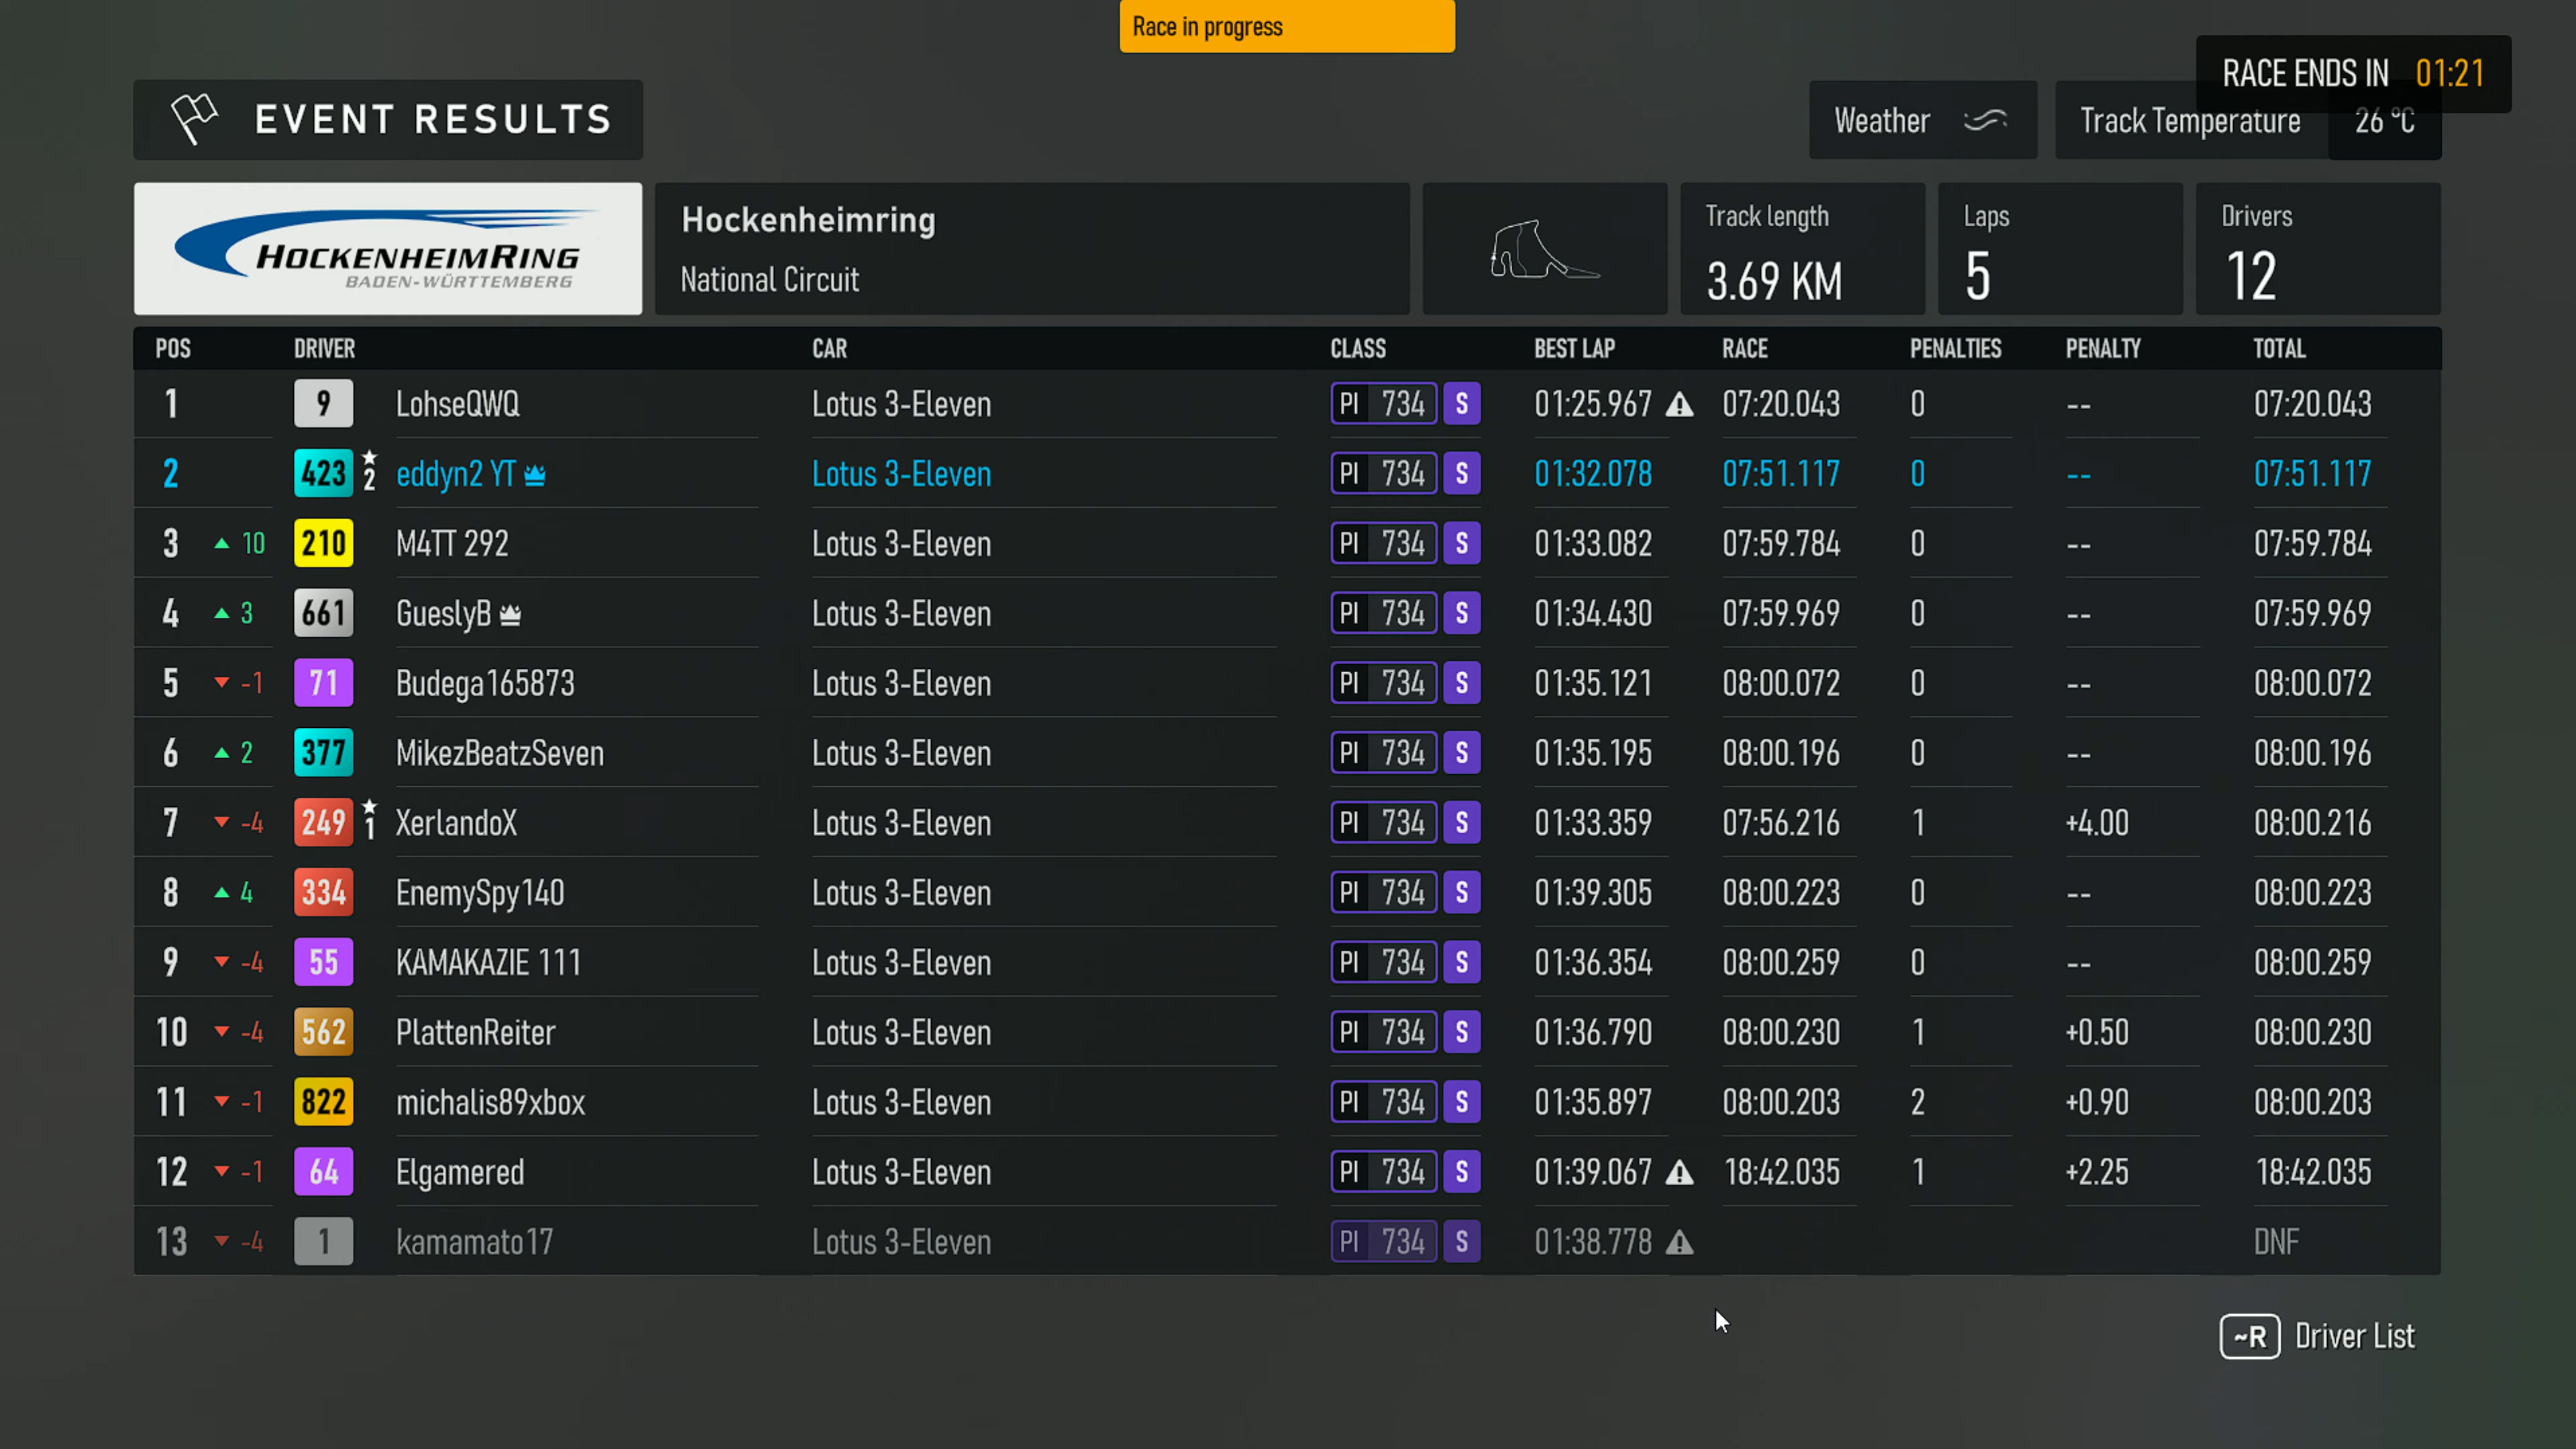 Race in progress
RACE ENDS IN 01:21
EVENT RESULTS
Weather
Track Temperature 26 °C
HOCKENHEIMRING
BADEN-WÜRTTEMBERG
Hockenheimring
National Circuit
Track length
3.69 KM
Laps
5
Drivers
12
POS DRIVER CAR CLASS BEST LAP RACE PENALTIES PENALTY TOTAL
1 9 LohseQWQ Lotus 3-Eleven PI 734 S 01:25.967 07:20.043 0 -- 07:20.043
2 423 2 eddyn2 YT Lotus 3-Eleven PI 734 S 01:32.078 07:51.117 0 -- 07:51.117
3 10 210 M4TT 292 Lotus 3-Eleven PI 734 S 01:33.082 07:59.784 0 -- 07:59.784
4 3 661 GueslyB Lotus 3-Eleven PI 734 S 01:34.430 07:59.969 0 -- 07:59.969
5 -1 71 Budega165873 Lotus 3-Eleven PI 734 S 01:35.121 08:00.072 0 -- 08:00.072
6 2 377 MikezBeatzSeven Lotus 3-Eleven PI 734 S 01:35.195 08:00.196 0 -- 08:00.196
7 -4 249 1 XerlandoX Lotus 3-Eleven PI 734 S 01:33.359 07:56.216 1 +4.00 08:00.216
8 4 334 EnemySpy140 Lotus 3-Eleven PI 734 S 01:39.305 08:00.223 0 -- 08:00.223
9 -4 55 KAMAKAZIE 111 Lotus 3-Eleven PI 734 S 01:36.354 08:00.259 0 -- 08:00.259
10 -4 562 PlattenReiter Lotus 3-Eleven PI 734 S 01:36.790 08:00.230 1 +0.50 08:00.230
11 -1 822 michalis89xbox Lotus 3-Eleven PI 734 S 01:35.897 08:00.203 2 +0.90 08:00.203
12 -1 64 Elgamered Lotus 3-Eleven PI 734 S 01:39.067 18:42.035 1 +2.25 18:42.035
13 -4 1 kamamato17 Lotus 3-Eleven PI 734 S 01:38.778 DNF
~R Driver List